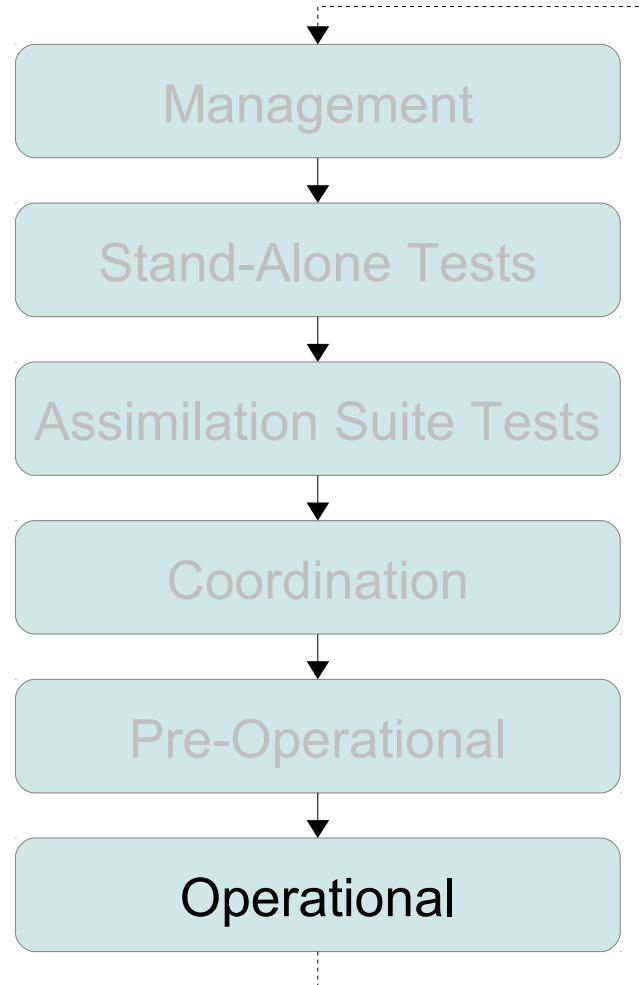 Management
Stand-Alone Tests
Assimilation Suite Tests
Coordination
Pre-Operational
Operational